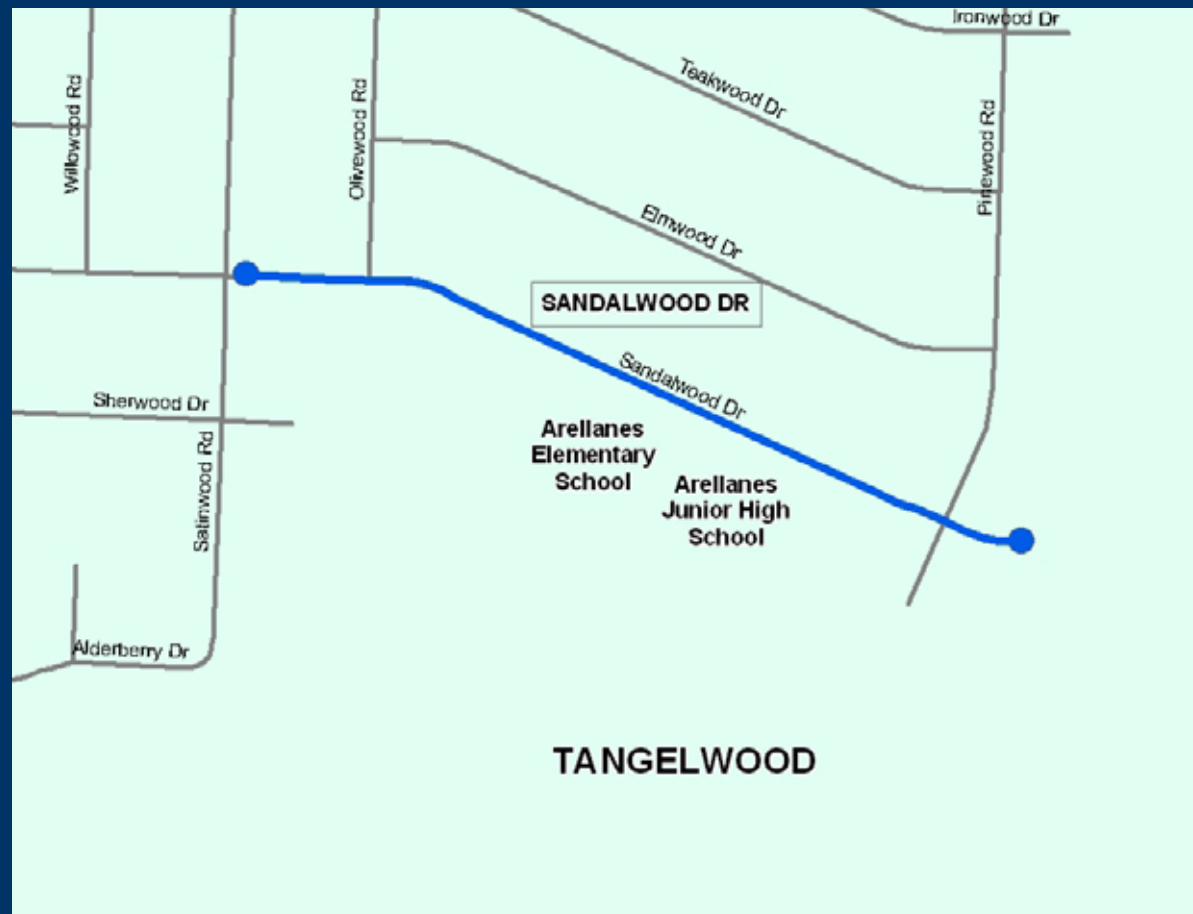 Ironwood Dr
Teakwood Dr
Willowood Rd
Olivewood Rd
Pinewood Rd
Elmwood Dr
SANDALWOOD DR
Sandalwood Dr
Sherwood Dr
Arellanes
Elementary
School
Satinwood Rd
Arellanes
Junior High
School
Alderberry Dr
TANGELWOOD